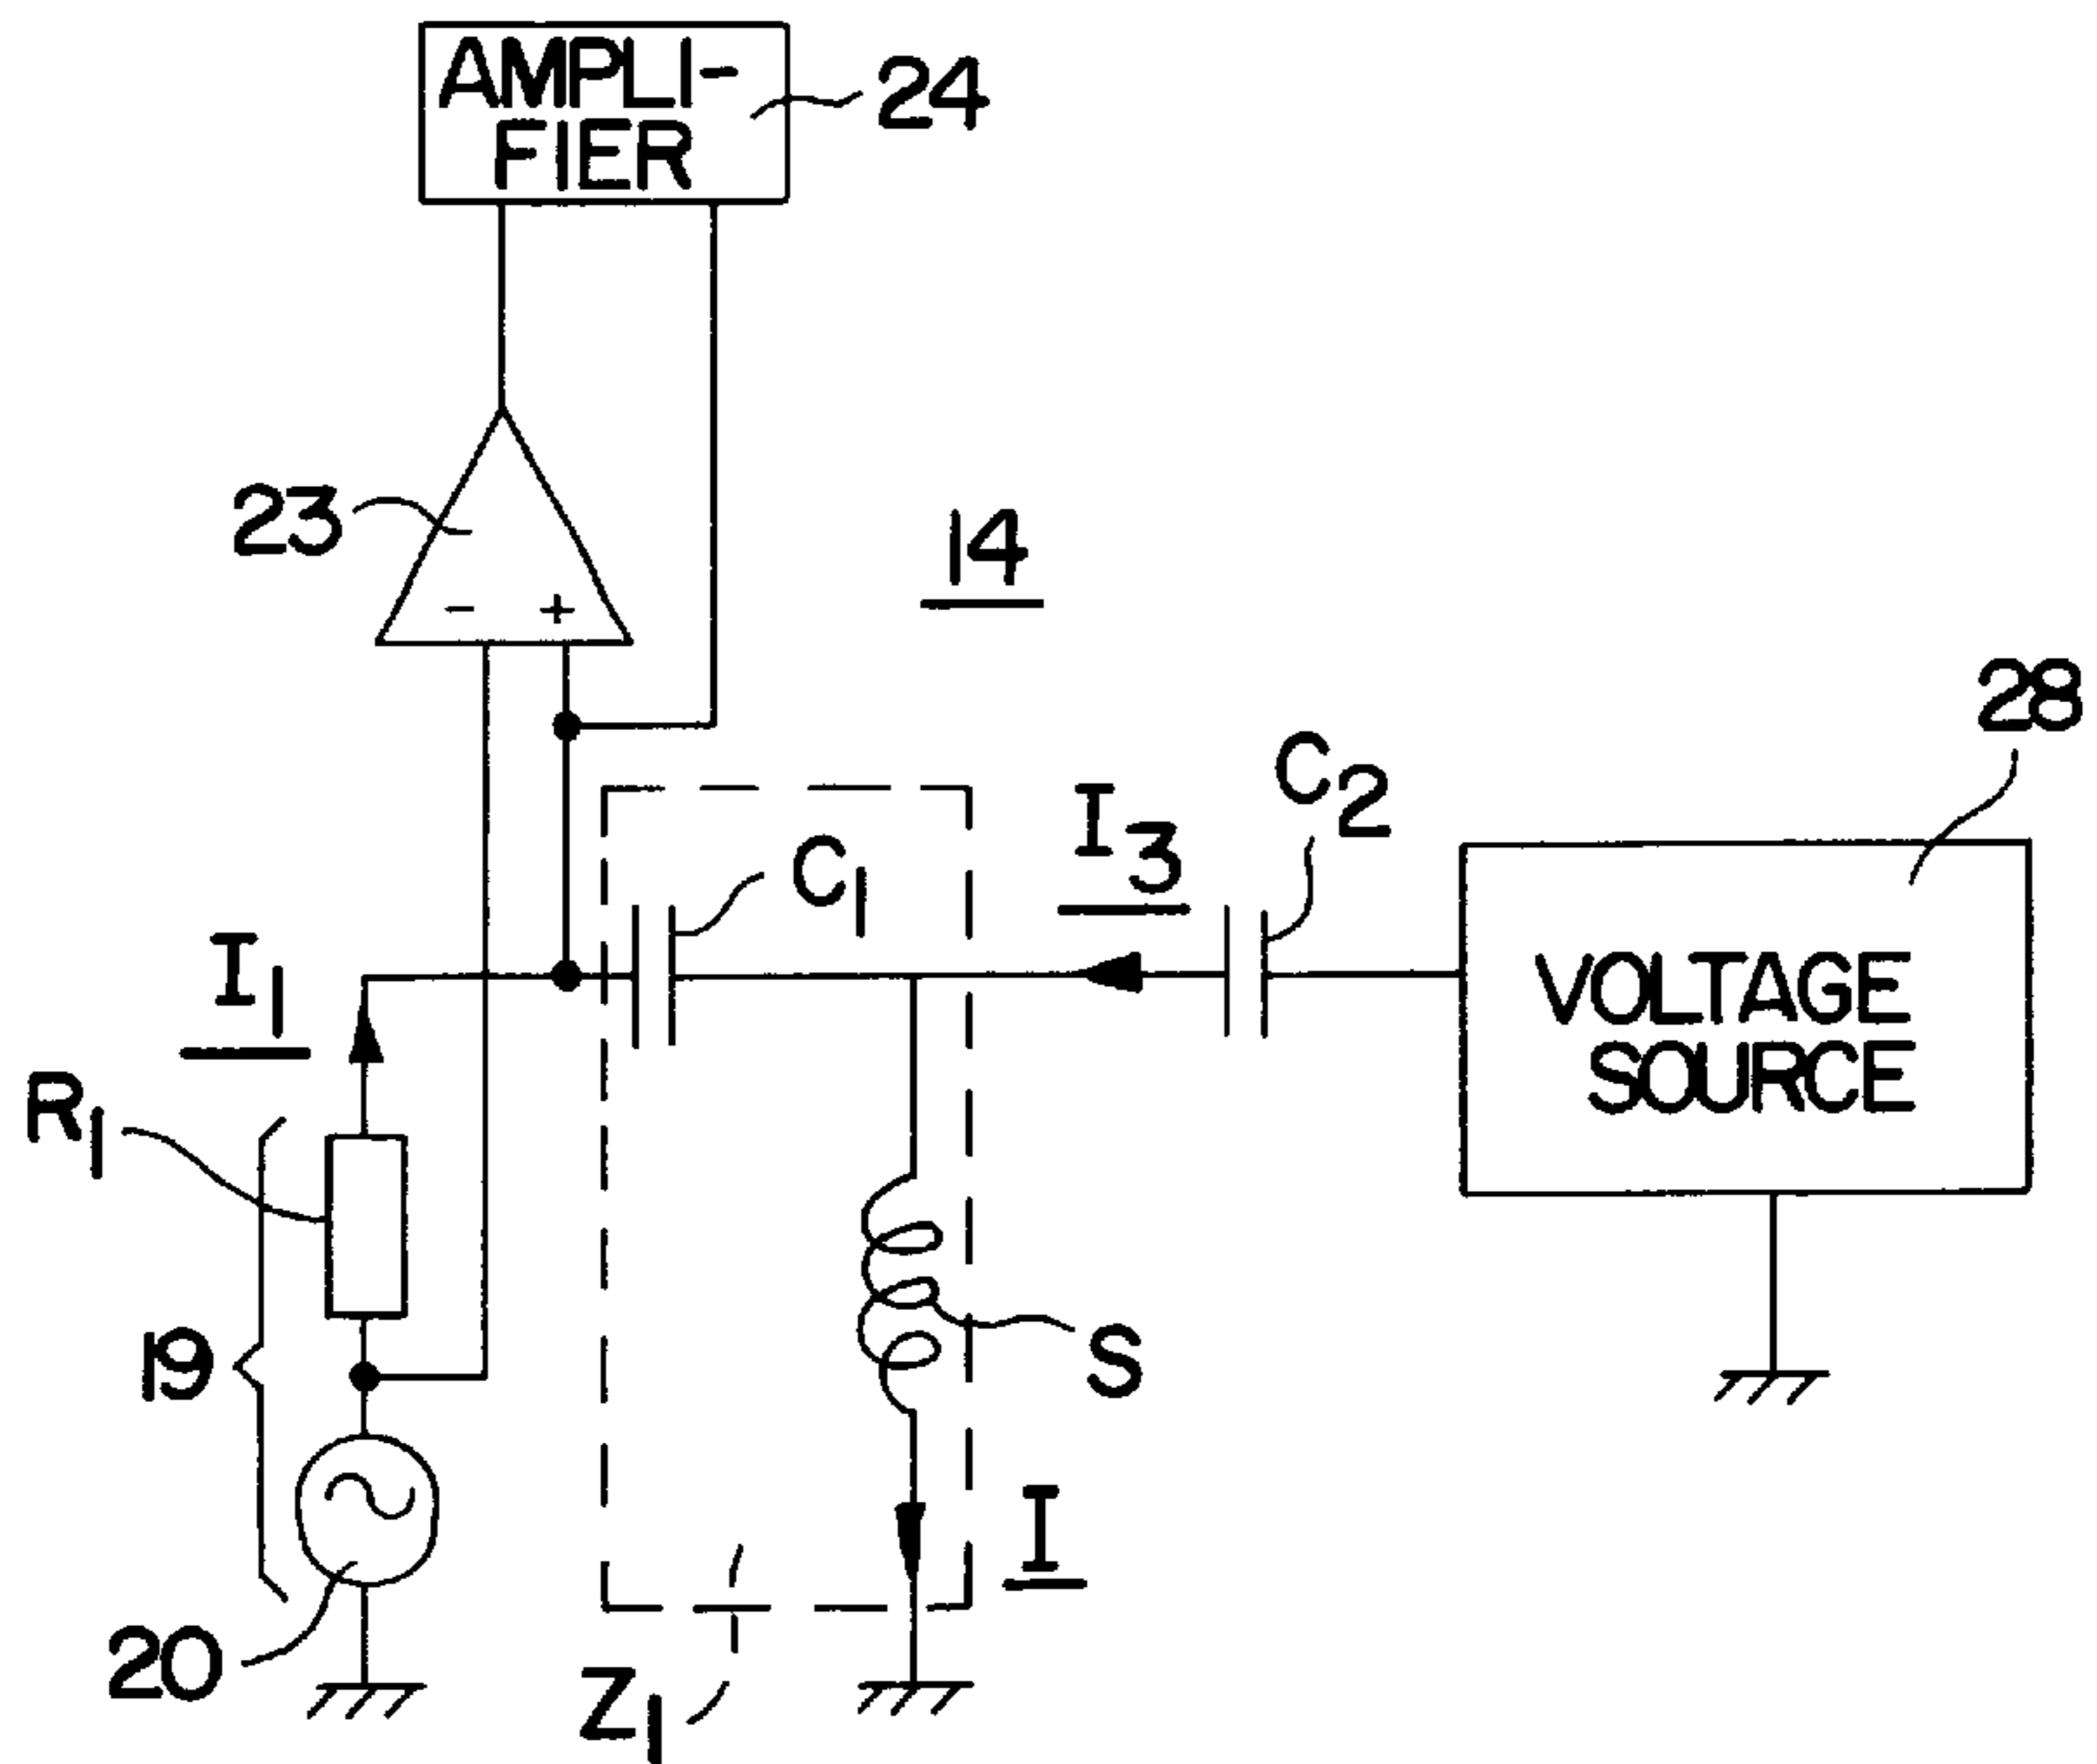 AMPLI-
FIER
24
23
- +
14
28
C2
I3
C1
I1
VOLTAGE
SOURCE
R1
19
S
I
20
Z1